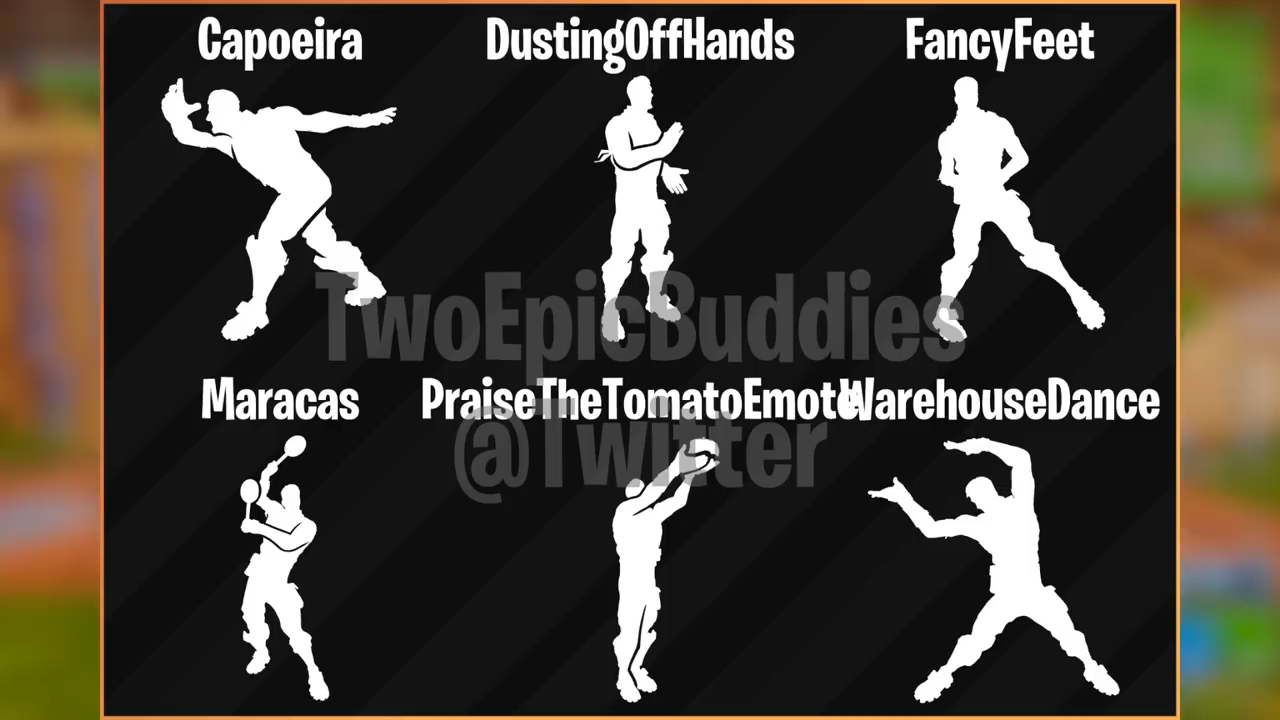 Capoeira
DustingOffHands
FancyFeet
TwoEpicBuddies
Maracas
PraiseTheTomatoEmote
WarehouseDance
@Twitter